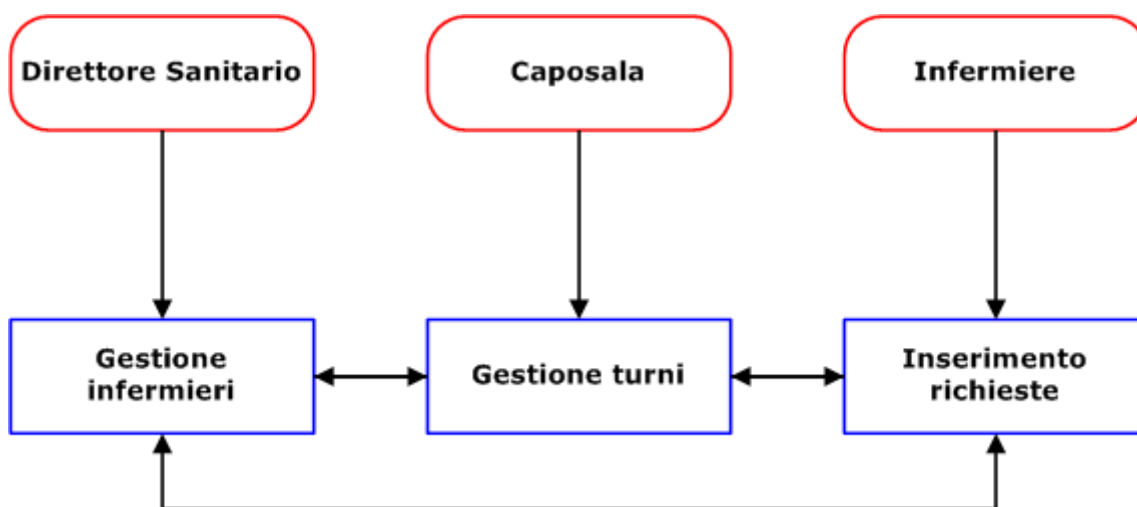 Direttore Sanitario
Caposala
Infermiere
Gestione
infermieri
Gestione turni
Inserimento
richieste